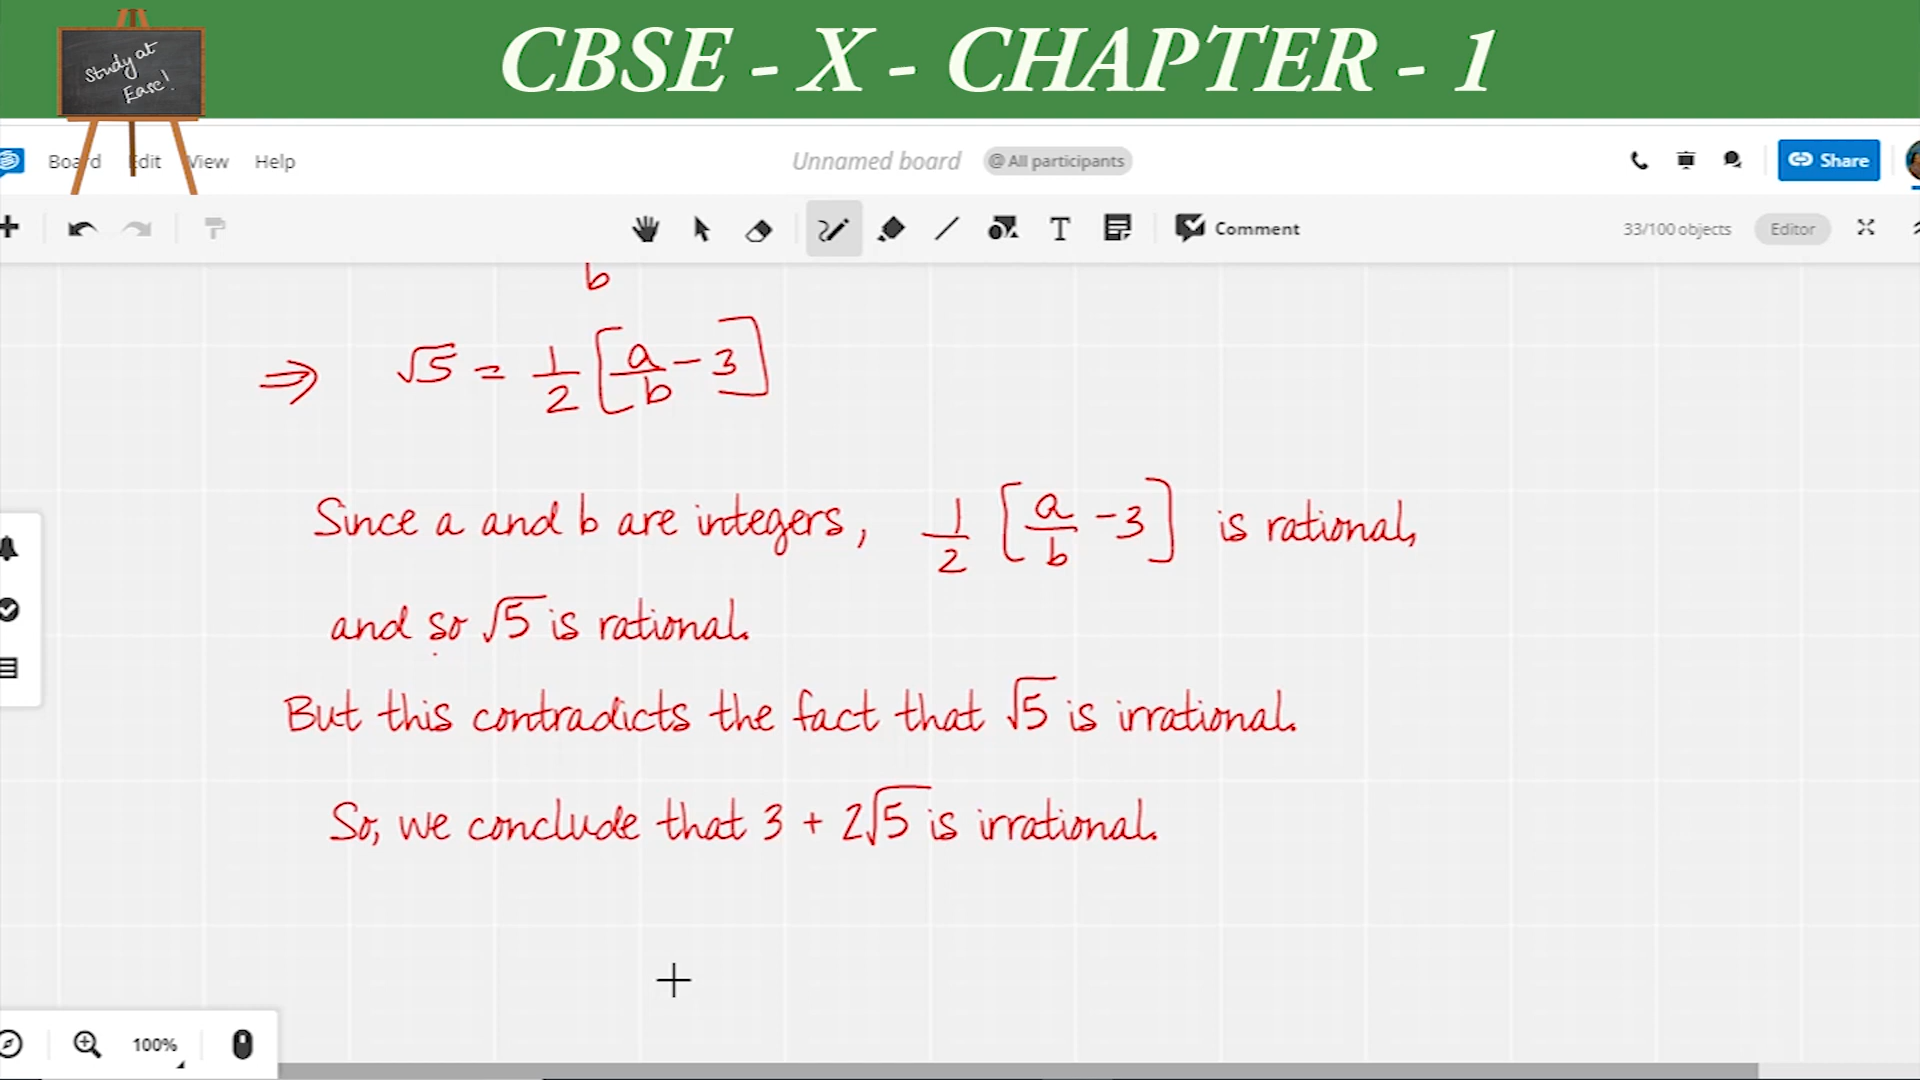 CBSE - X - CHAPTER - 1
Study at
Ease!
Board Edit View Help
Unnamed board @ All participants
Share
T
Comment
33/100 objects
Editor
b
⇒ √5 = 1/2 [a/b - 3]
Since a and b are integers, 1/2 [a/b - 3] is rational,
and so √5 is rational.
But this contradicts the fact that √5 is irrational.
So, we conclude that 3 + 2√5 is irrational.
100%